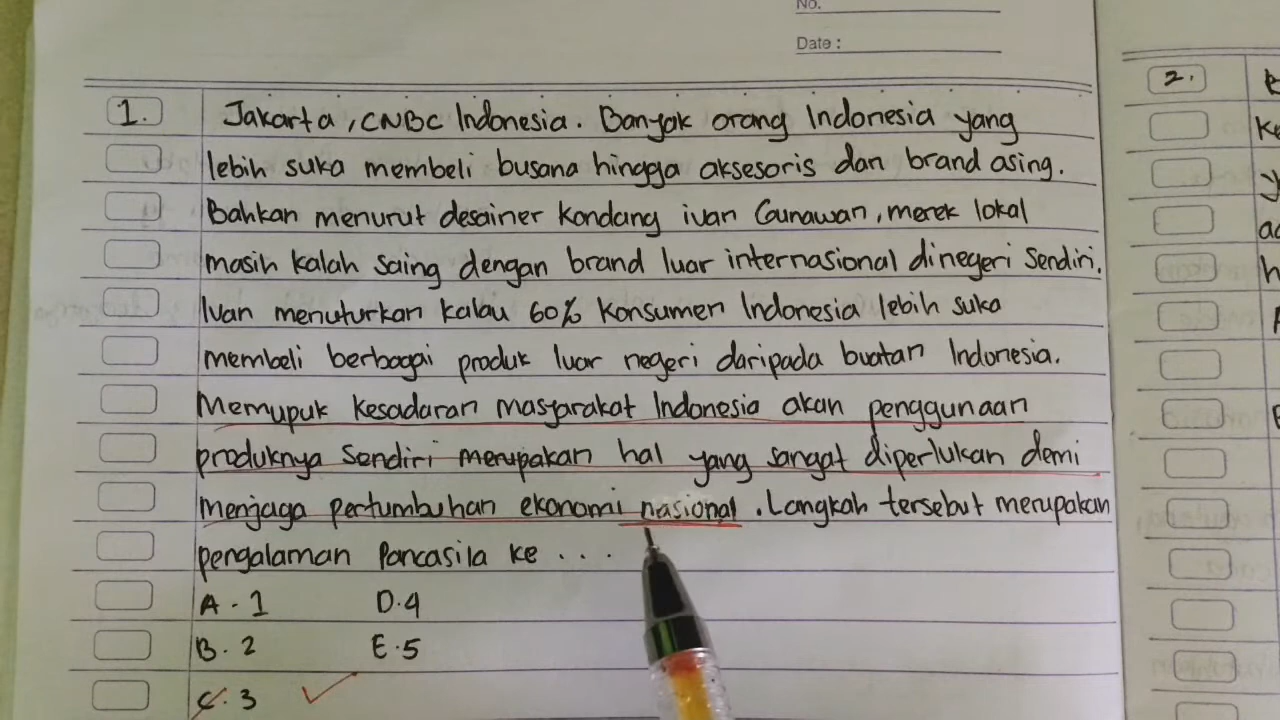 No.
Date :
1. Jakarta, CNBC Indonesia. Banyak orang Indonesia yang
lebih suka membeli busana hingga aksesoris dan brand asing.
Bahkan menurut desainer Kondang ivan Gunawan, merek lokal
masih kalah saing dengan brand luar internasional dinegeri Sendiri.
Ivan menuturkan kalau 60% konsumen Indonesia lebih suka
membeli berbagai produk luar negeri daripada buatan Indonesia.
Memupuk kesadaran masyarakat Indonesia akan penggunaan
produknya Sendiri merupakan hal yang sangat diperlukan demi
menjaga pertumbuhan ekonomi nasional. Langkah tersebut merupakan
pengalaman Pancasila ke . . .
A. 1 D. 4
B. 2 E. 5
C. 3 ✓
2.